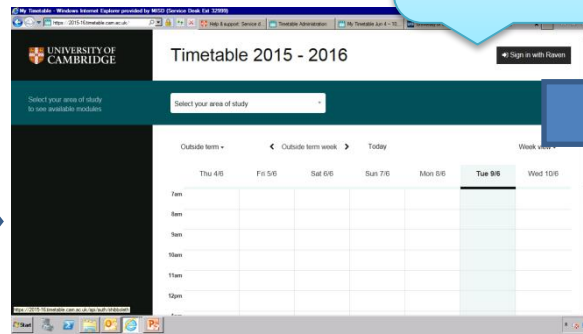 My Timetable - Windows Internet Explorer provided by MISD (Service Desk Ext 32999)
https://2015-16.timetable.cam.ac.uk/
Help & support: Service d...
Timetable Administration
My Timetable Jun 4 – 10...
UNIVERSITY OF
CAMBRIDGE
Timetable 2015 - 2016
Sign in with Raven
Select your area of study
to see available modules
Select your area of study
Outside term
Outside term week
Today
Week view
Thu 4/6 Fri 5/6 Sat 6/6 Sun 7/6 Mon 8/6 Tue 9/6 Wed 10/6
7am
8am
9am
10am
11am
12pm
Start